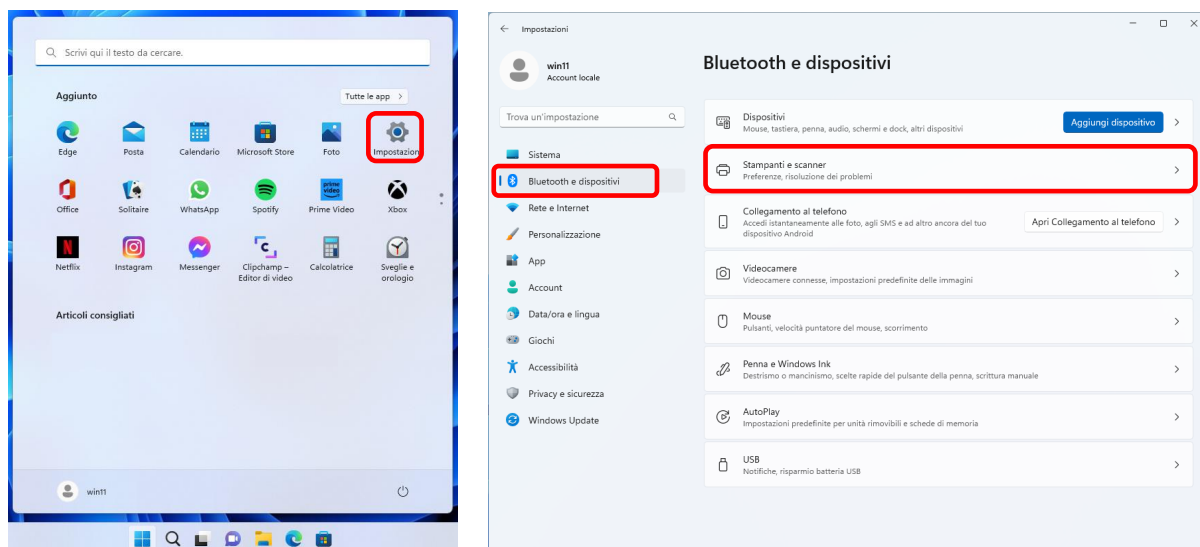 Scrivi qui il testo da cercare.
Aggiunto
Tutte le app
Edge
Posta
Calendario
Microsoft Store
Foto
Impostazioni
Office
Solitaire
WhatsApp
prime video
Spotify
Prime Video
Xbox
Netflix
Instagram
Messenger
Clipchamp –
Editor di video
Calcolatrice
Sveglie e
orologio
Articoli consigliati
win11
Impostazioni
win11
Account locale
Trova un'impostazione
Sistema
Bluetooth e dispositivi
Rete e Internet
Personalizzazione
App
Account
Data/ora e lingua
Giochi
Accessibilità
Privacy e sicurezza
Windows Update
Bluetooth e dispositivi
Dispositivi
Mouse, tastiera, penna, audio, schermi e dock, altri dispositivi
Aggiungi dispositivo
Stampanti e scanner
Preferenze, risoluzione dei problemi
Collegamento al telefono
Accedi istantaneamente alle foto, agli SMS e ad altro ancora del tuo
dispositivo Android
Apri Collegamento al telefono
Videocamere
Videocamere connesse, impostazioni predefinite delle immagini
Mouse
Pulsanti, velocità puntatore del mouse, scorrimento
Penna e Windows Ink
Destrismo o mancinismo, scelte rapide del pulsante della penna, scrittura manuale
AutoPlay
Impostazioni predefinite per unità rimovibili e schede di memoria
USB
Notifiche, risparmio batteria USB